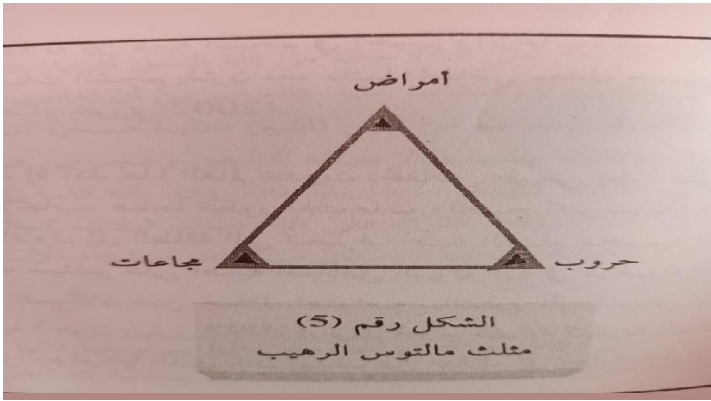 أمراض
حروب
مجاعات
الشكل رقم (5)
مثلث مالتوس الرهيب